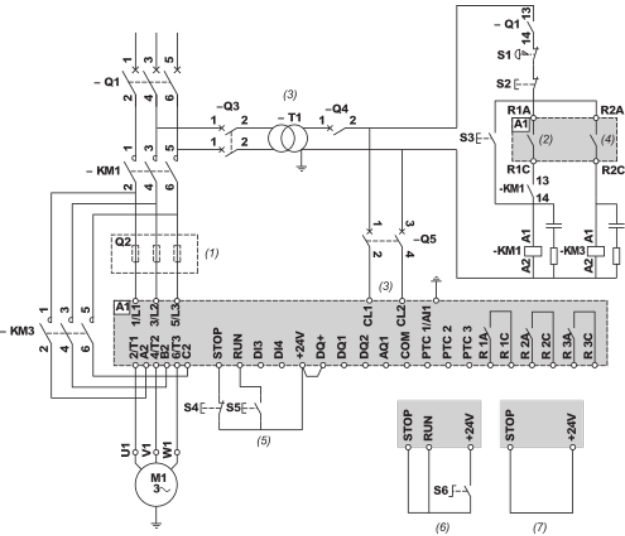 1 3 5
– Q1
2 4 6
–Q3
1 2
1 2
(3)
– T1
–Q4
1 2
13
– Q1
14
S1
S2
R1A R2A
A1
S3
(2) (4)
R1C R2C
1 3 5
– KM1
2 4 6
-KM1 13
14
A1 A1
-KM1 -KM3
A2 A2
Q2
(1)
1 3
–Q5
2 4
(3)
A1
1/L1 3/L2 5/L3 CL1 CL2 PTC 1/AI1
1 3 5
– KM3
2 4 6
2/T1 A2 4/T2 B2 6/T3 C2 STOP RUN DI3 DI4 +24V DQ+ DQ1 DQ2 AQ1 COM PTC 2 PTC 3 R 1A R 1C R 2A R 2C R 3A R 3C
S4 S5
(5)
U1 V1 W1
M1
3
STOP RUN +24V
S6
(6)
STOP +24V
(7)